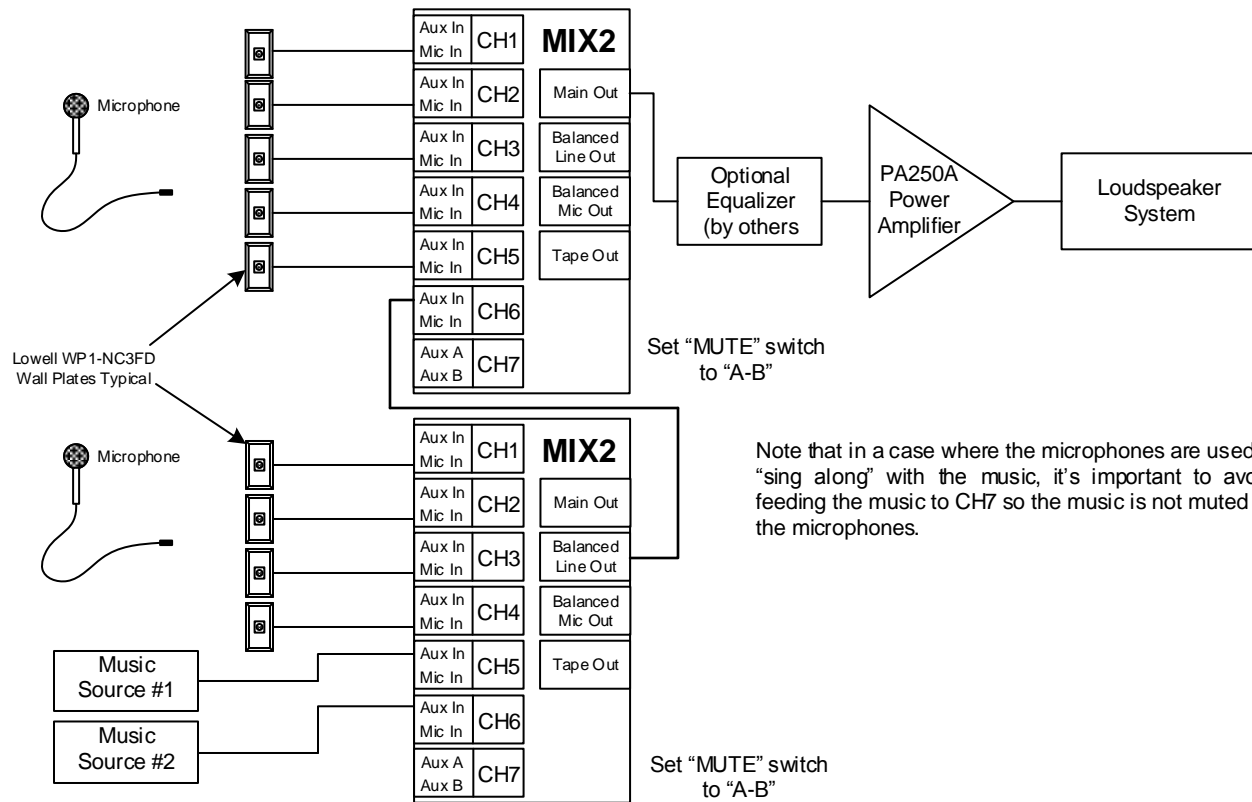 Aux In
Mic In
CH1
MIX2
Aux In
Mic In
CH2
Main Out
Microphone
Aux In
Mic In
CH3
Balanced
Line Out
Aux In
Mic In
CH4
Balanced
Mic Out
Aux In
Mic In
CH5
Tape Out
Aux In
Mic In
CH6
Aux A
Aux B
CH7
Optional
Equalizer
(by others
PA250A
Power
Amplifier
Loudspeaker
System
Set “MUTE” switch
to “A-B”
Lowell WP1-NC3FD
Wall Plates Typical
Aux In
Mic In
CH1
MIX2
Microphone
Aux In
Mic In
CH2
Main Out
Aux In
Mic In
CH3
Balanced
Line Out
Aux In
Mic In
CH4
Balanced
Mic Out
Aux In
Mic In
CH5
Tape Out
Aux In
Mic In
CH6
Aux A
Aux B
CH7
Music
Source #1
Music
Source #2
Note that in a case where the microphones are used
“sing along” with the music, it’s important to avo
feeding the music to CH7 so the music is not muted
the microphones.
Set “MUTE” switch
to “A-B”